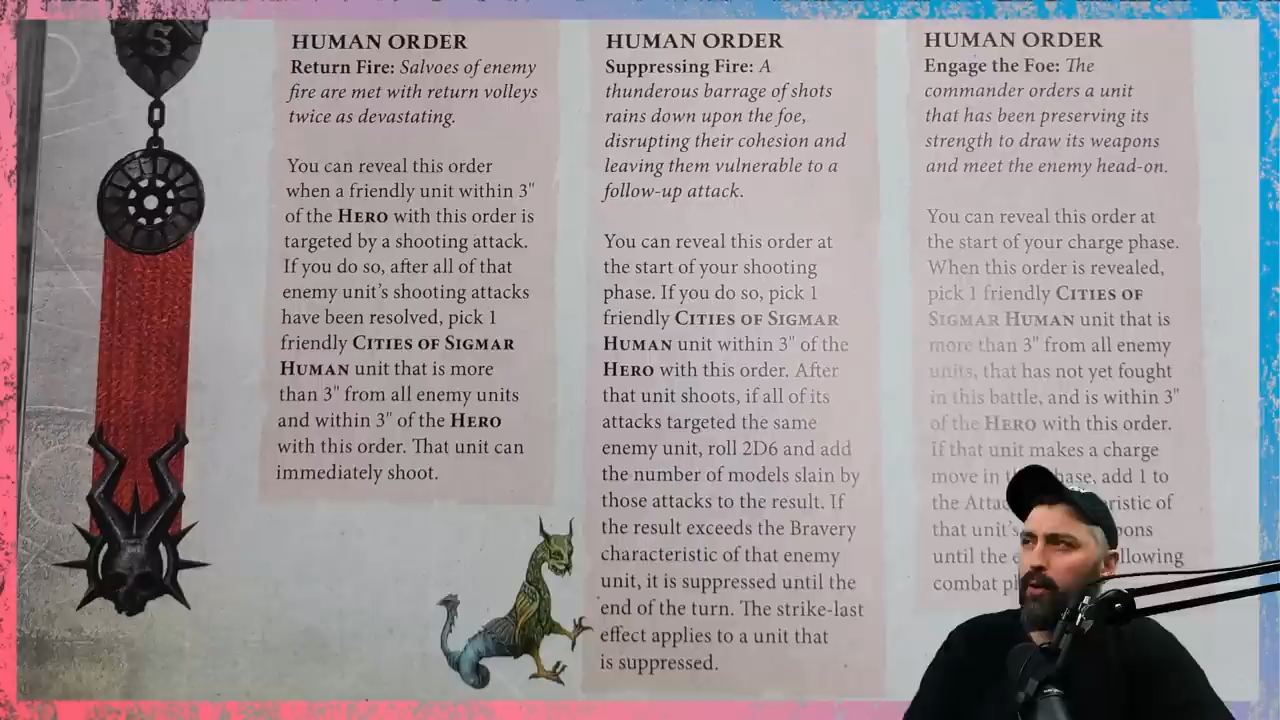 S
HUMAN ORDER
Return Fire: Salvoes of enemy
fire are met with return volleys
twice as devastating.
You can reveal this order
when a friendly unit within 3"
of the HERO with this order is
targeted by a shooting attack.
If you do so, after all of that
enemy unit's shooting attacks
have been resolved, pick 1
friendly CITIES OF SIGMAR
HUMAN unit that is more
than 3" from all enemy units
and within 3" of the HERO
with this order. That unit can
immediately shoot.
HUMAN ORDER
Suppressing Fire: A
thunderous barrage of shots
rains down upon the foe,
disrupting their cohesion and
leaving them vulnerable to a
follow-up attack.
You can reveal this order at
the start of your shooting
phase. If you do so, pick 1
friendly CITIES OF SIGMAR
HUMAN unit within 3" of the
HERO with this order. After
that unit shoots, if all of its
attacks targeted the same
enemy unit, roll 2D6 and add
the number of models slain by
those attacks to the result. If
the result exceeds the Bravery
characteristic of that enemy
unit, it is suppressed until the
end of the turn. The strike-last
effect applies to a unit that
is suppressed.
HUMAN ORDER
Engage the Foe: The
commander orders a unit
that has been preserving its
strength to draw its weapons
and meet the enemy head-on.
You can reveal this order at
the start of your charge phase.
When this order is revealed,
pick 1 friendly CITIES OF
SIGMAR HUMAN unit that is
more than 3" from all enemy
units, that has not yet fought
in this battle, and is within 3"
of the HERO with this order.
If that unit makes a charge
move in add 1 to
the of
that unit's
until the
combat